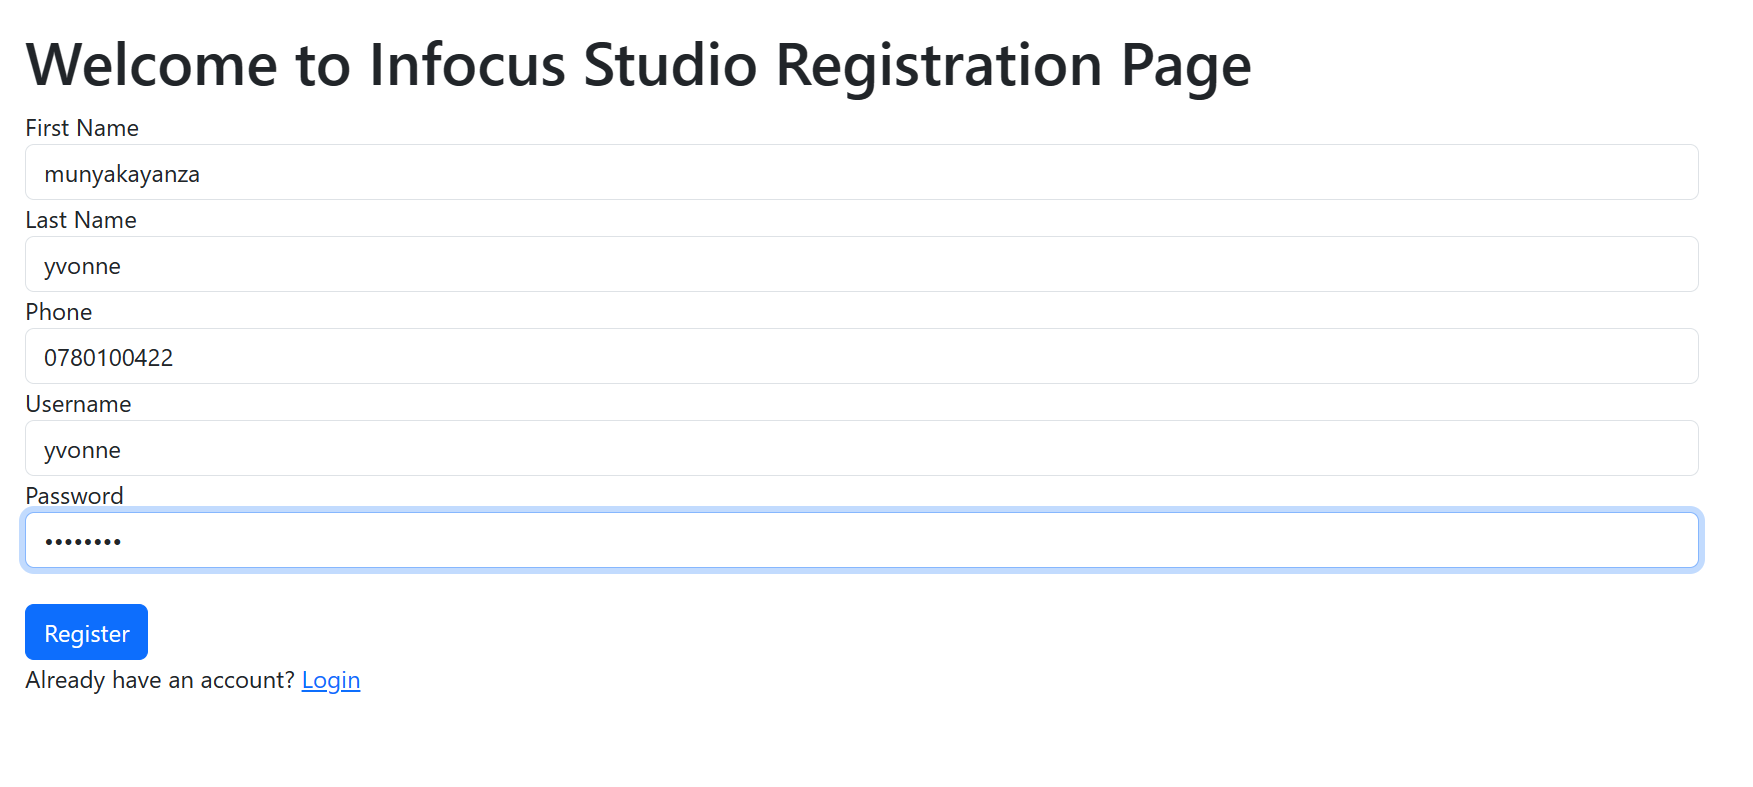 Welcome to Infocus Studio Registration Page
First Name
munyakayanza
Last Name
yvonne
Phone
0780100422
Username
yvonne
Password
••••••••
Register
Already have an account? Login